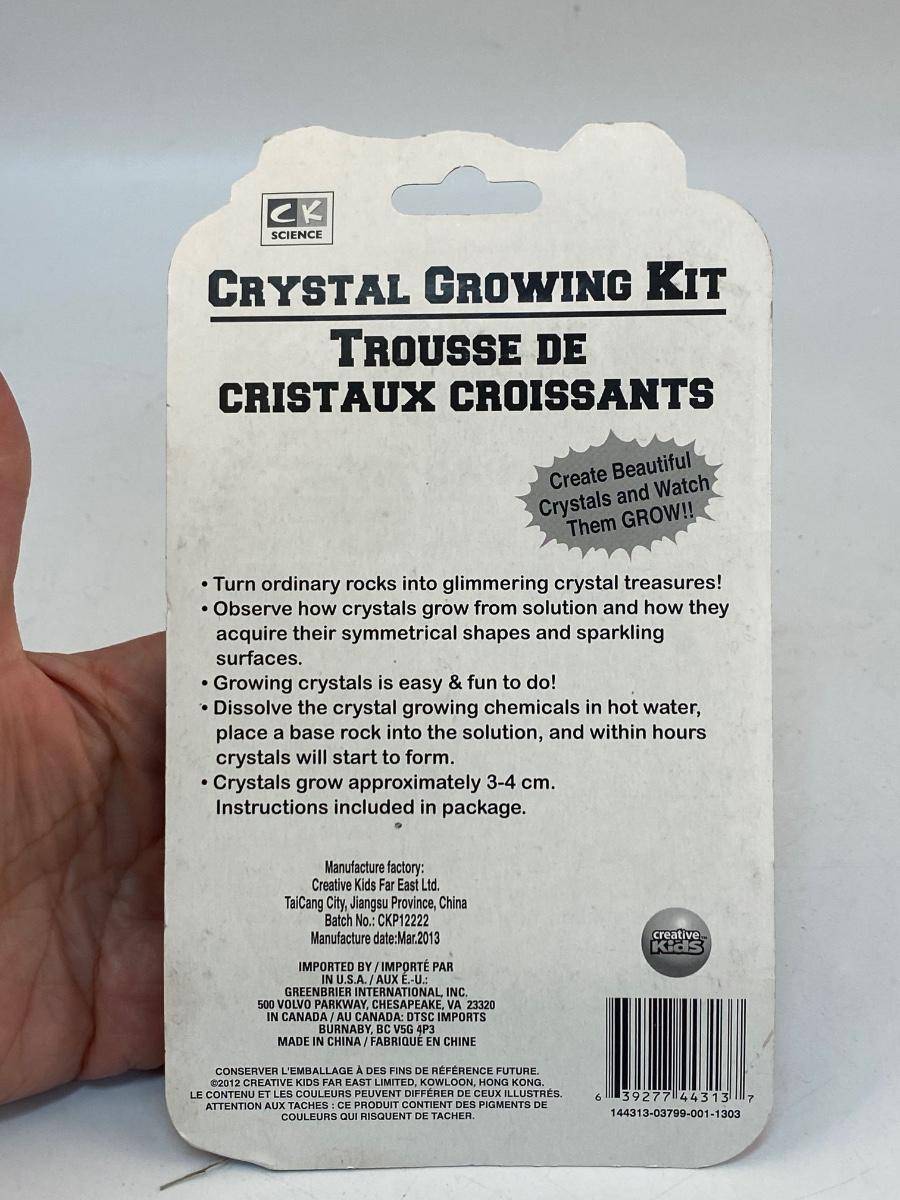 CK
SCIENCE
CRYSTAL GROWING KIT
TROUSSE DE
CRISTAUX CROISSANTS
Create Beautiful
Crystals and Watch
Them GROW!!
• Turn ordinary rocks into glimmering crystal treasures!
• Observe how crystals grow from solution and how they
acquire their symmetrical shapes and sparkling
surfaces.
• Growing crystals is easy & fun to do!
• Dissolve the crystal growing chemicals in hot water,
place a base rock into the solution, and within hours
crystals will start to form.
• Crystals grow approximately 3-4 cm.
Instructions included in package.
Manufacture factory:
Creative Kids Far East Ltd.
TaiCang City, Jiangsu Province, China
Batch No.: CKP12222
Manufacture date:Mar.2013
IMPORTED BY / IMPORTÉ PAR
IN U.S.A. / AUX É.-U.:
GREENBRIER INTERNATIONAL, INC.
500 VOLVO PARKWAY, CHESAPEAKE, VA 23320
IN CANADA / AU CANADA: DTSC IMPORTS
BURNABY, BC V5G 4P3
MADE IN CHINA / FABRIQUÉ EN CHINE
CONSERVER L'EMBALLAGE À DES FINS DE RÉFÉRENCE FUTURE.
©2012 CREATIVE KIDS FAR EAST LIMITED, KOWLOON, HONG KONG.
LE CONTENU ET LES COULEURS PEUVENT DIFFÉRER DE CEUX ILLUSTRÉS.
ATTENTION AUX TACHES : CE PRODUIT CONTIENT DES PIGMENTS DE
COULEURS QUI RISQUENT DE TACHER.
creative™
Kids
6 39277 44313 7
144313-03799-001-1303